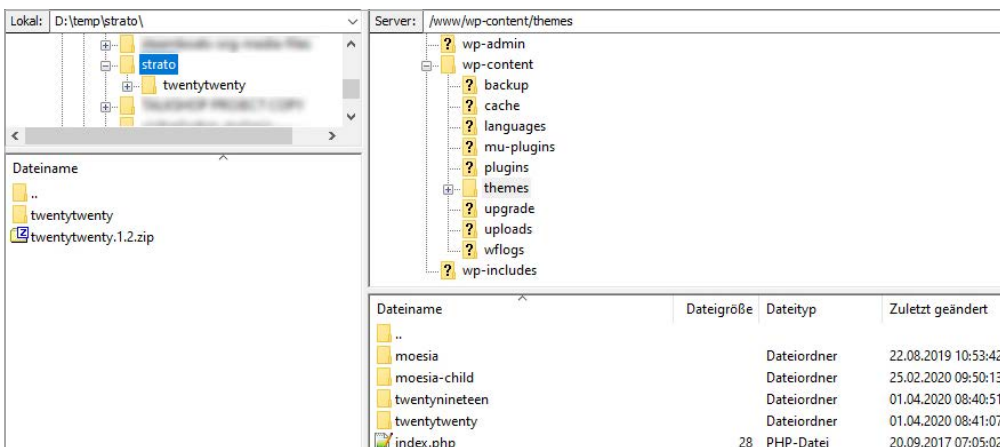 Lokal: D:\temp\strato\
strato
twentytwenty
Dateiname
..
twentytwenty
twentytwenty.1.2.zip
Server: /www/wp-content/themes
? wp-admin
wp-content
? backup
? cache
? languages
? mu-plugins
? plugins
themes
? upgrade
? uploads
? wflogs
? wp-includes
Dateiname Dateigröße Dateityp Zuletzt geändert
..
moesia Dateiordner 22.08.2019 10:53:42
moesia-child Dateiordner 25.02.2020 09:50:13
twentynineteen Dateiordner 01.04.2020 08:40:51
twentytwenty Dateiordner 01.04.2020 08:41:07
index.php 28 PHP-Datei 20.09.2017 07:05:02